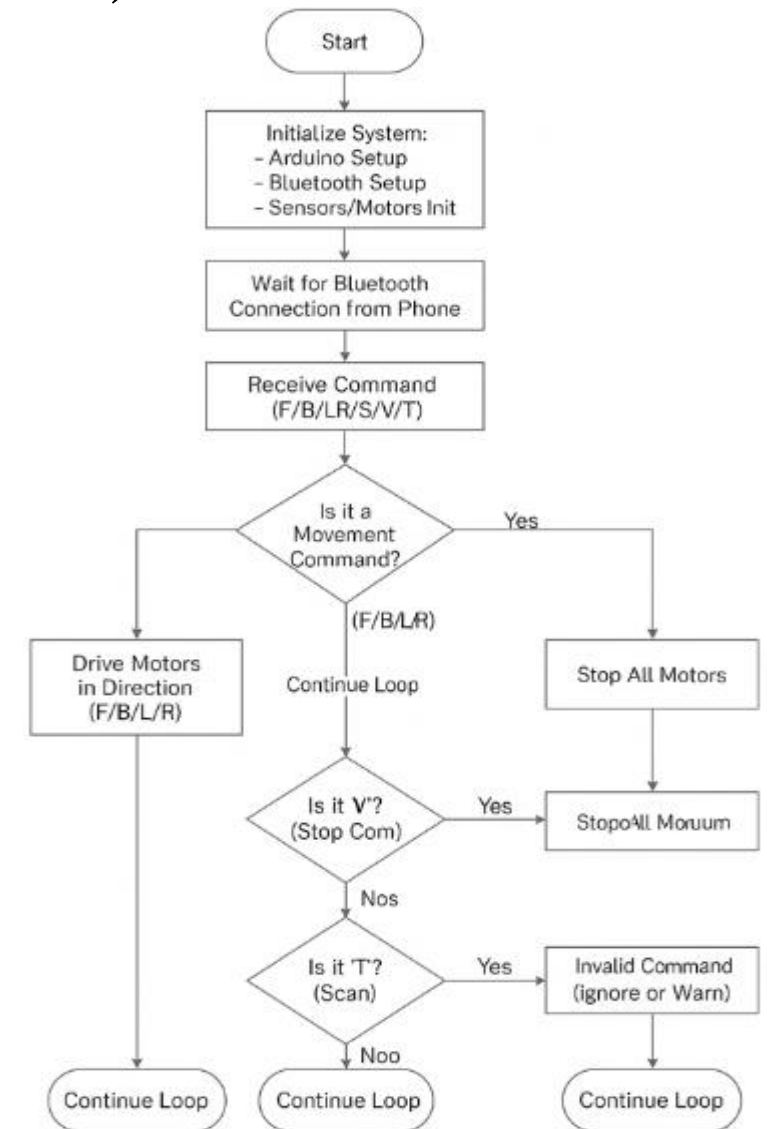 Start
Initialize System:
- Arduino Setup
- Bluetooth Setup
- Sensors/Motors Init
Wait for Bluetooth
Connection from Phone
Receive Command
(F/B/LR/S/V/T)
Is it a
Movement
Command?
Yes
(F/B/L/R)
Drive Motors
in Direction
(F/B/L/R)
Continue Loop
Stop All Motors
Is it V'?
(Stop Com)
Yes
Nos
Is it 'T'?
(Scan)
Yes
Invalid Command
(ignore or Warn)
Noo
Continue Loop
Continue Loop
Continue Loop